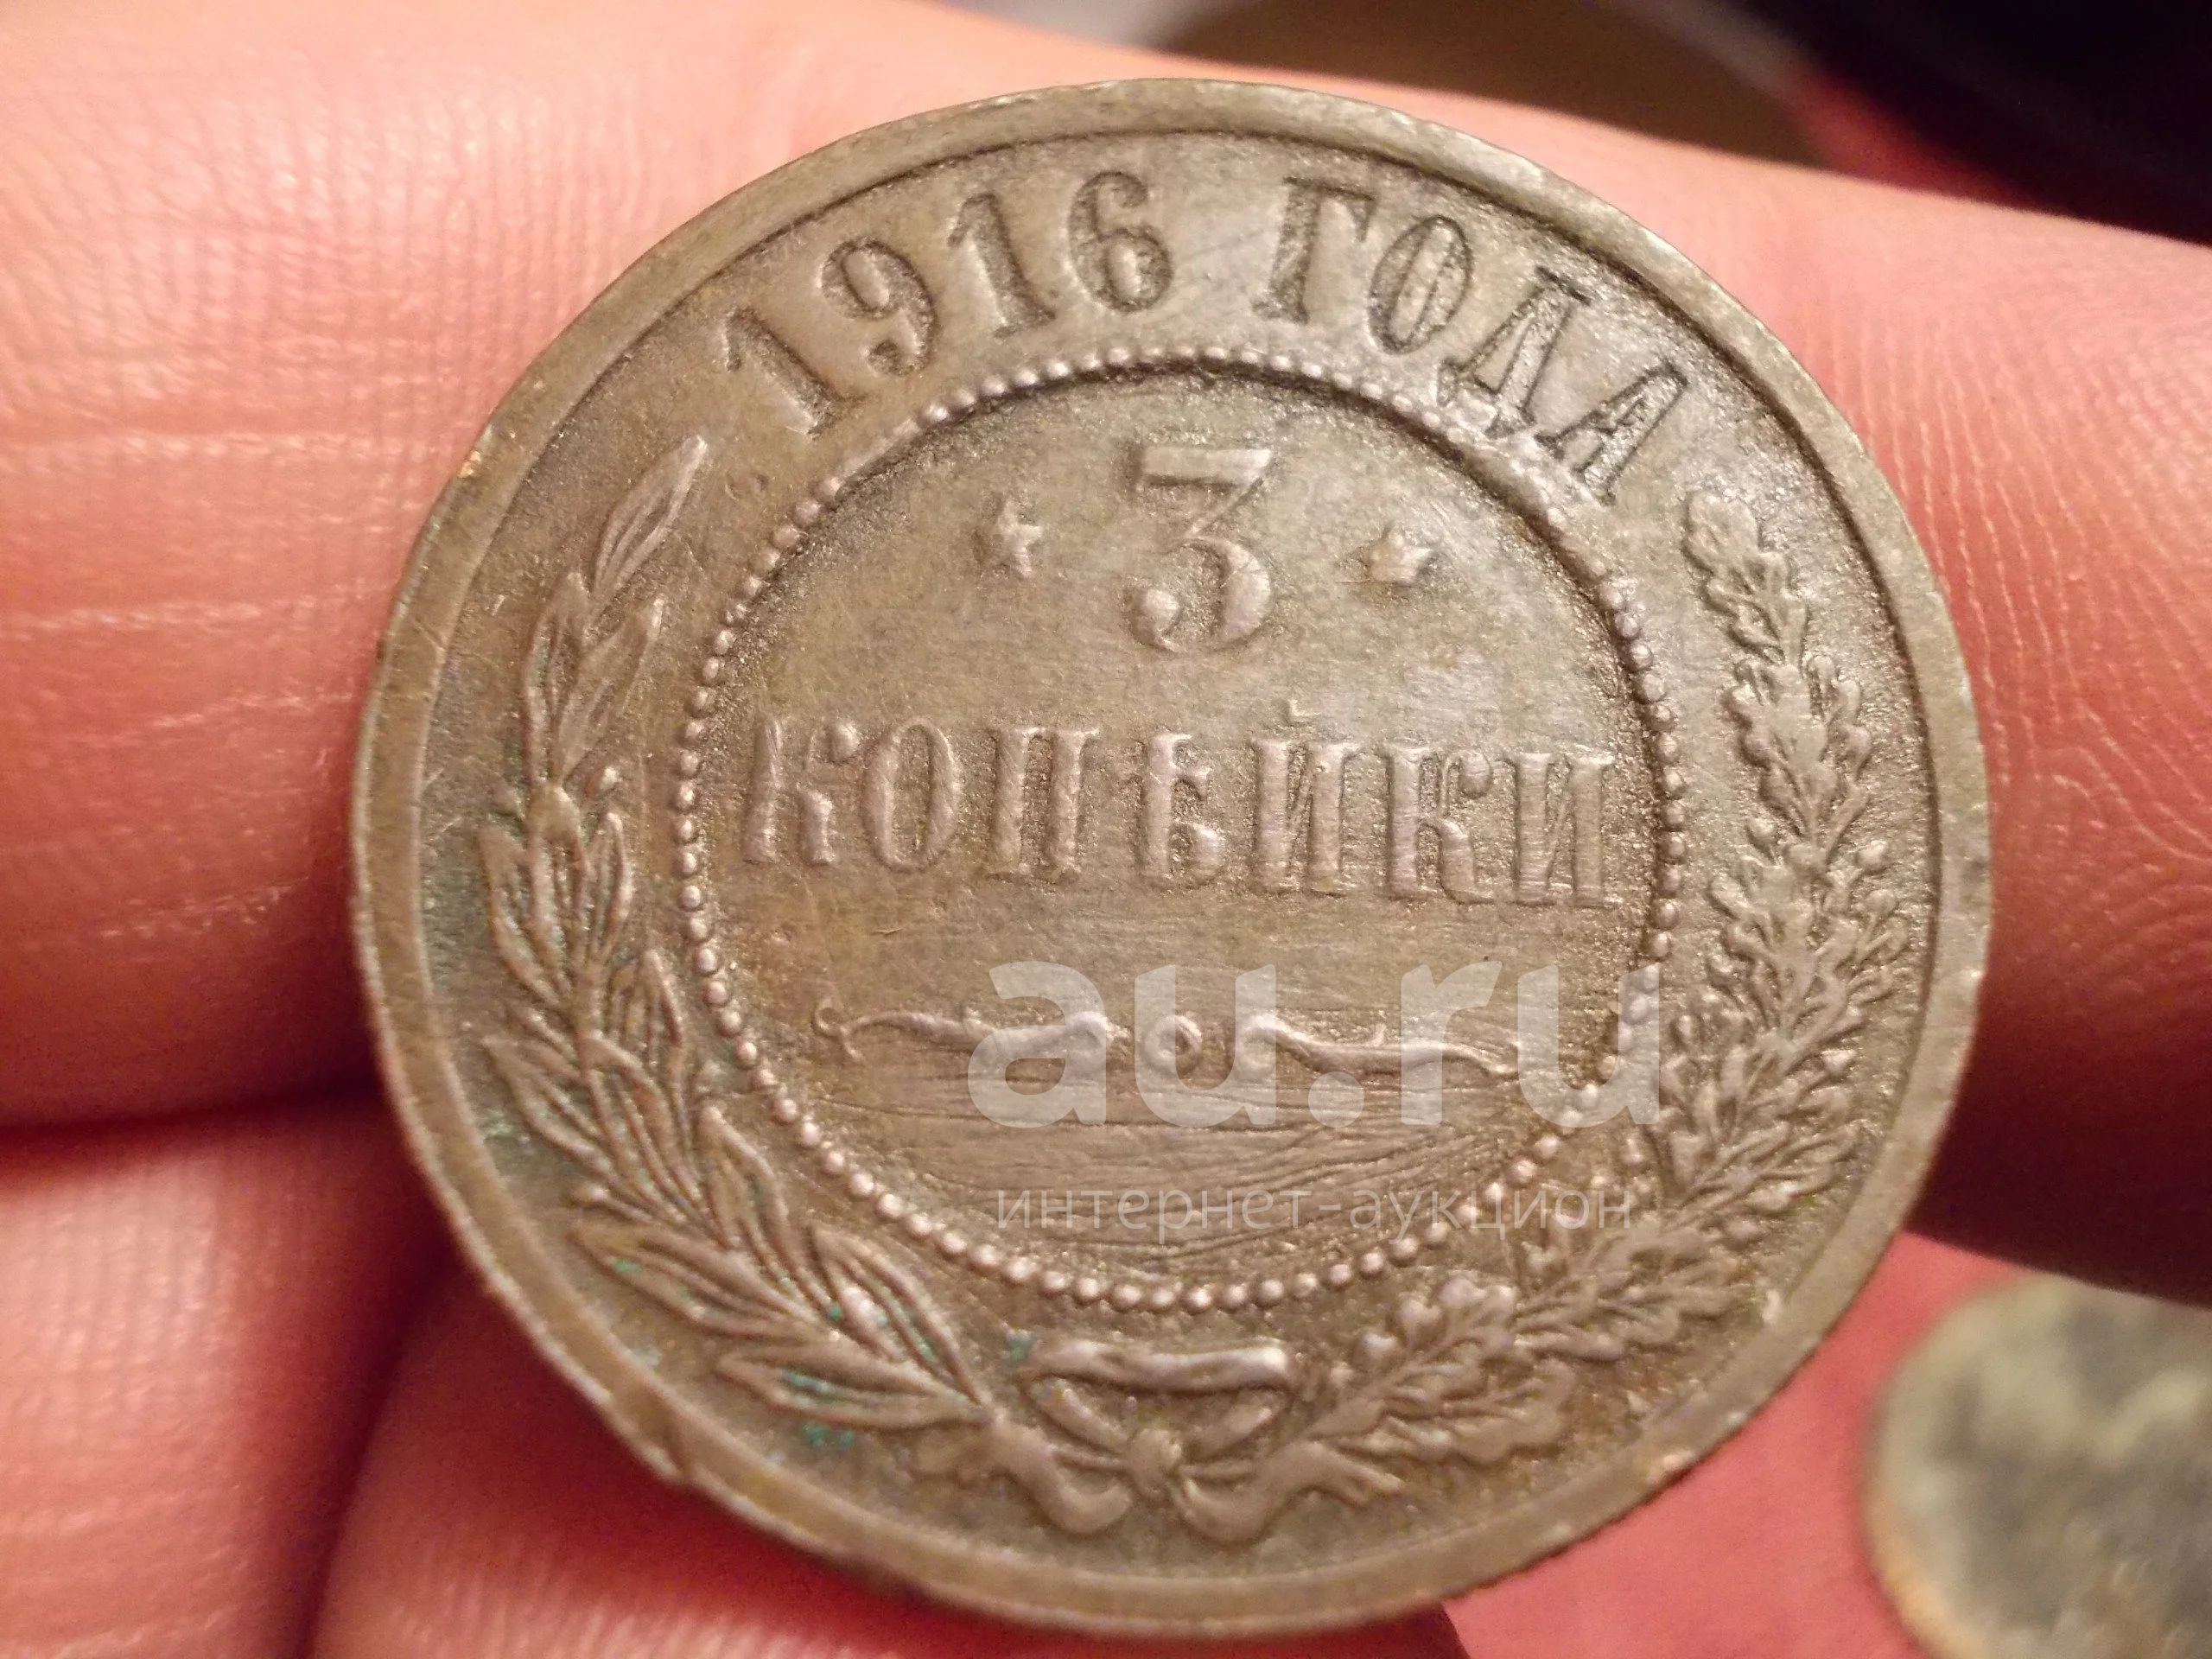 1916 ГОДА
3
КОПѢЙКИ
au.ru
интернет-аукцион